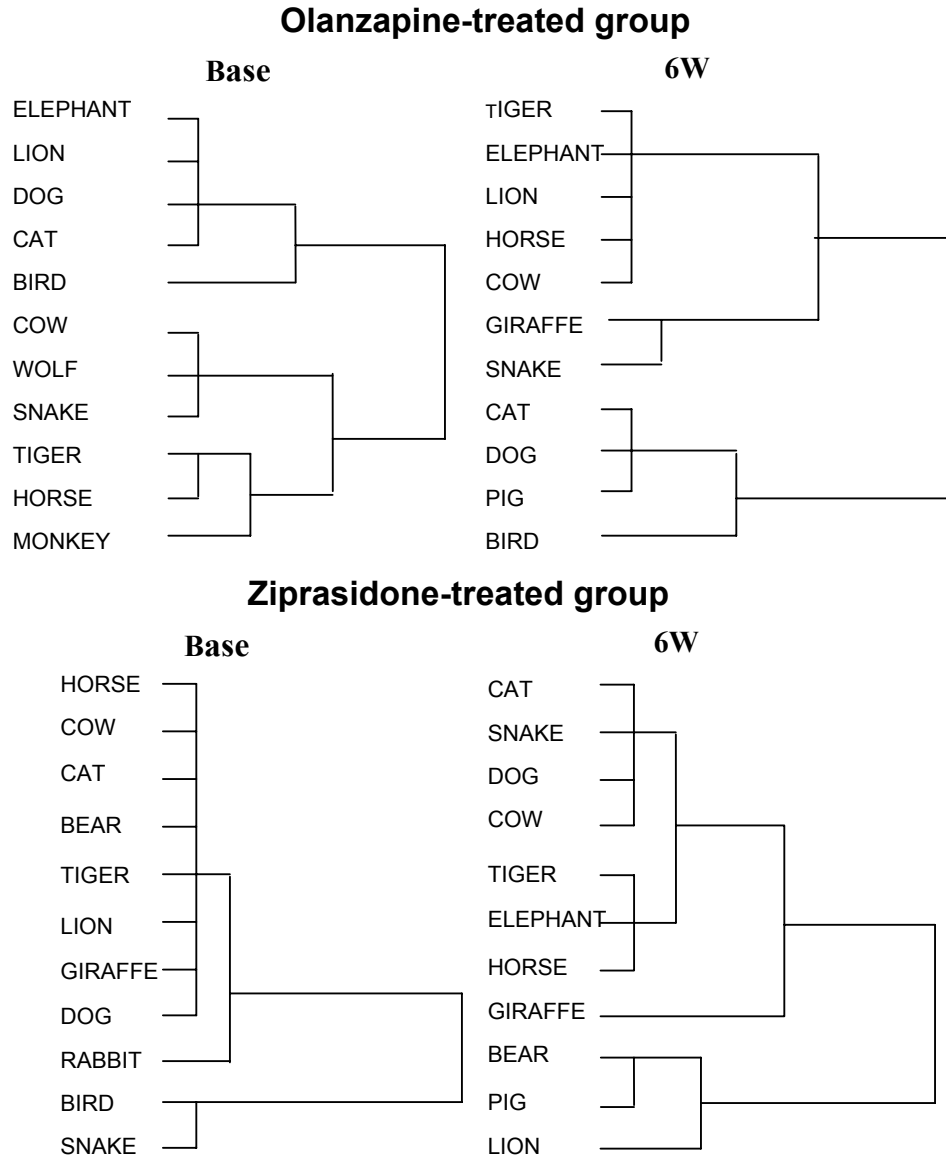 Olanzapine-treated group
Base
ELEPHANT
LION
DOG
CAT
BIRD
COW
WOLF
SNAKE
TIGER
HORSE
MONKEY
6W
TIGER
ELEPHANT
LION
HORSE
COW
GIRAFFE
SNAKE
CAT
DOG
PIG
BIRD
Ziprasidone-treated group
Base
HORSE
COW
CAT
BEAR
TIGER
LION
GIRAFFE
DOG
RABBIT
BIRD
SNAKE
6W
CAT
SNAKE
DOG
COW
TIGER
ELEPHANT
HORSE
GIRAFFE
BEAR
PIG
LION